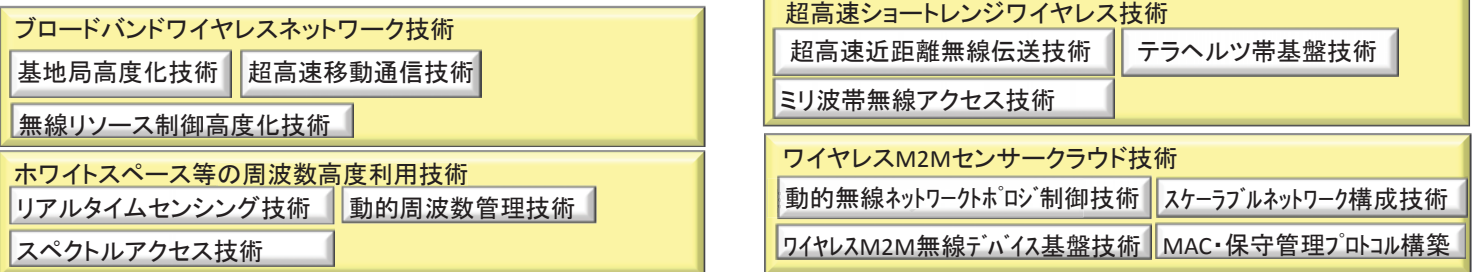 ブロードバンドワイヤレスネットワーク技術
基地局高度化技術 超高速移動通信技術
無線リソース制御高度化技術
ホワイトスペース等の周波数高度利用技術
リアルタイムセンシング技術 動的周波数管理技術
スペクトルアクセス技術
超高速ショートレンジワイヤレス技術
超高速近距離無線伝送技術 テラヘルツ帯基盤技術
ミリ波帯無線アクセス技術
ワイヤレスM2Mセンサークラウド技術
動的無線ネットワークトポロジ制御技術 スケーラブルネットワーク構成技術
ワイヤレスM2M無線デバイス基盤技術 MAC・保守管理プロトコル構築